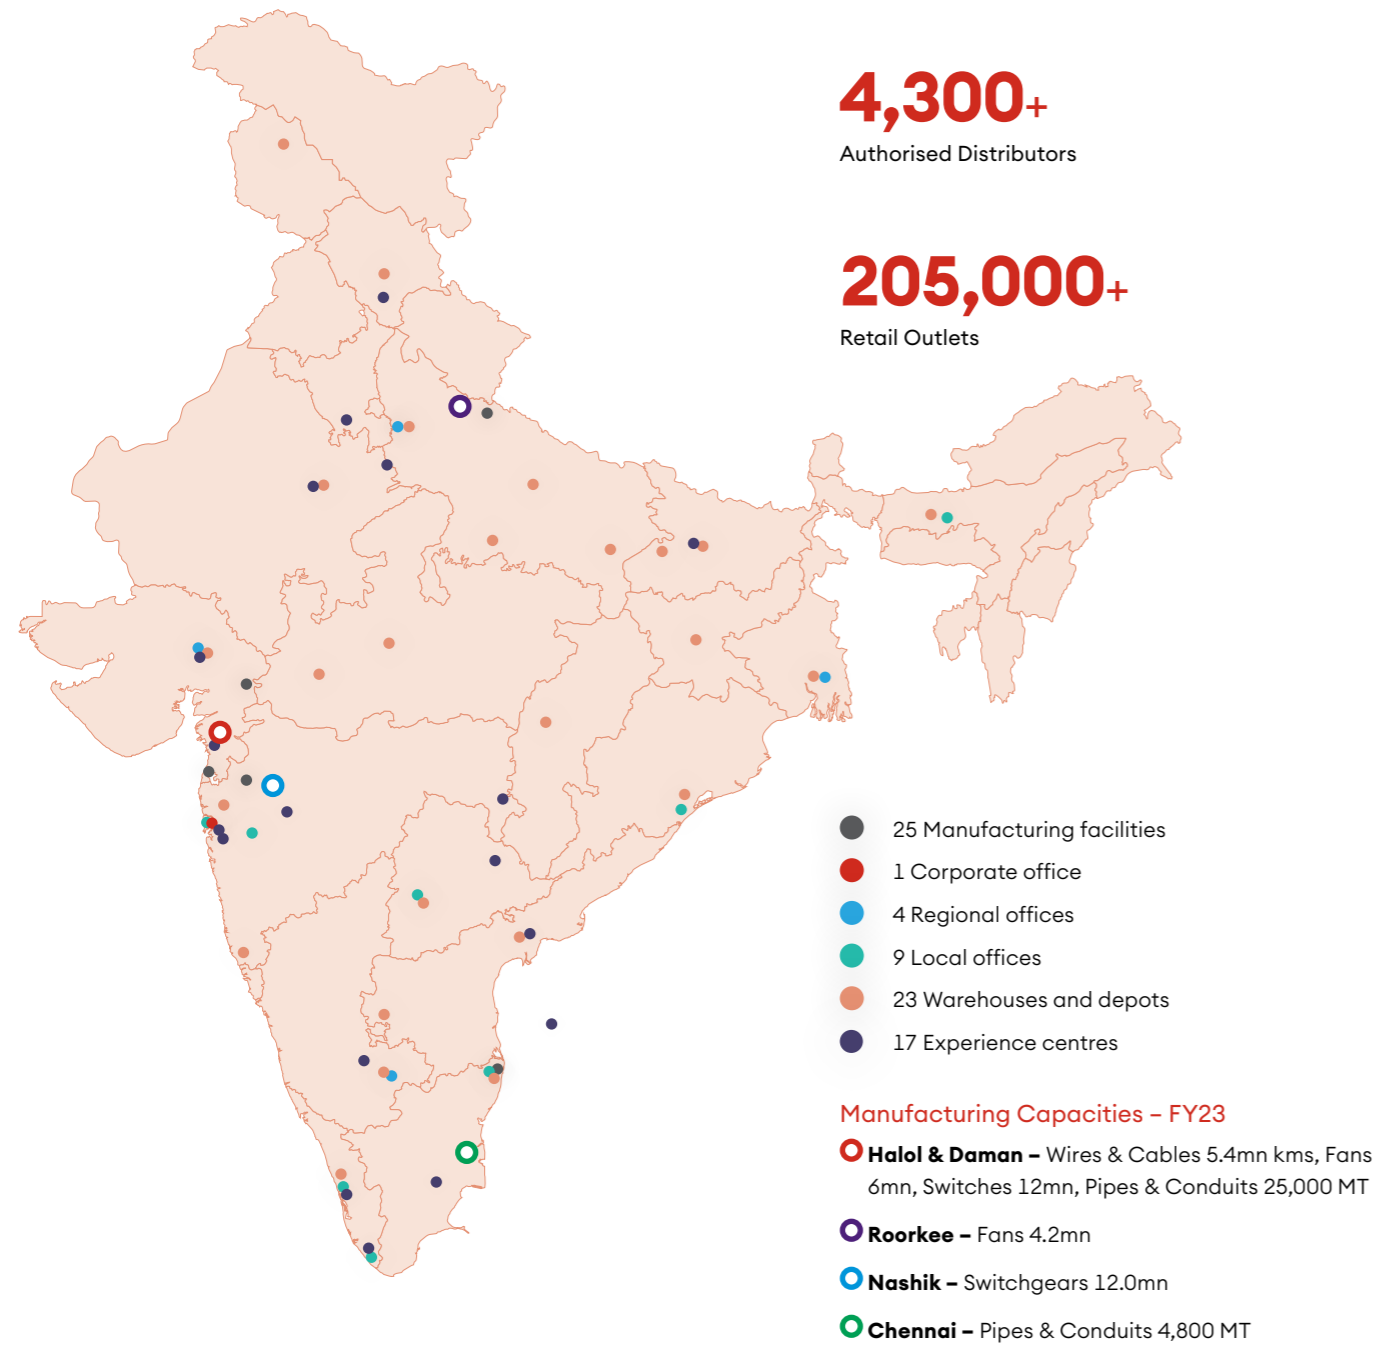 4,300+
Authorised Distributors
205,000+
Retail Outlets
25 Manufacturing facilities
1 Corporate office
4 Regional offices
9 Local offices
23 Warehouses and depots
17 Experience centres
Manufacturing Capacities – FY23
Halol & Daman – Wires & Cables 5.4mn kms, Fans
6mn, Switches 12mn, Pipes & Conduits 25,000 MT
Roorkee – Fans 4.2mn
Nashik – Switchgears 12.0mn
Chennai – Pipes & Conduits 4,800 MT